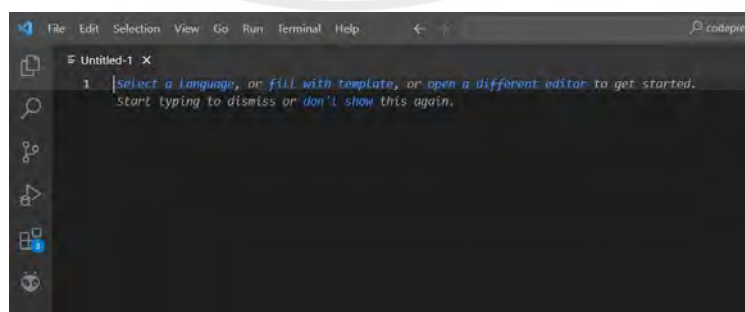 File Edit Selection View Go Run Terminal Help codepre
Untitled-1
1 Select a language, or fill with template, or open a different editor to get started.
Start typing to dismiss or don't show this again.